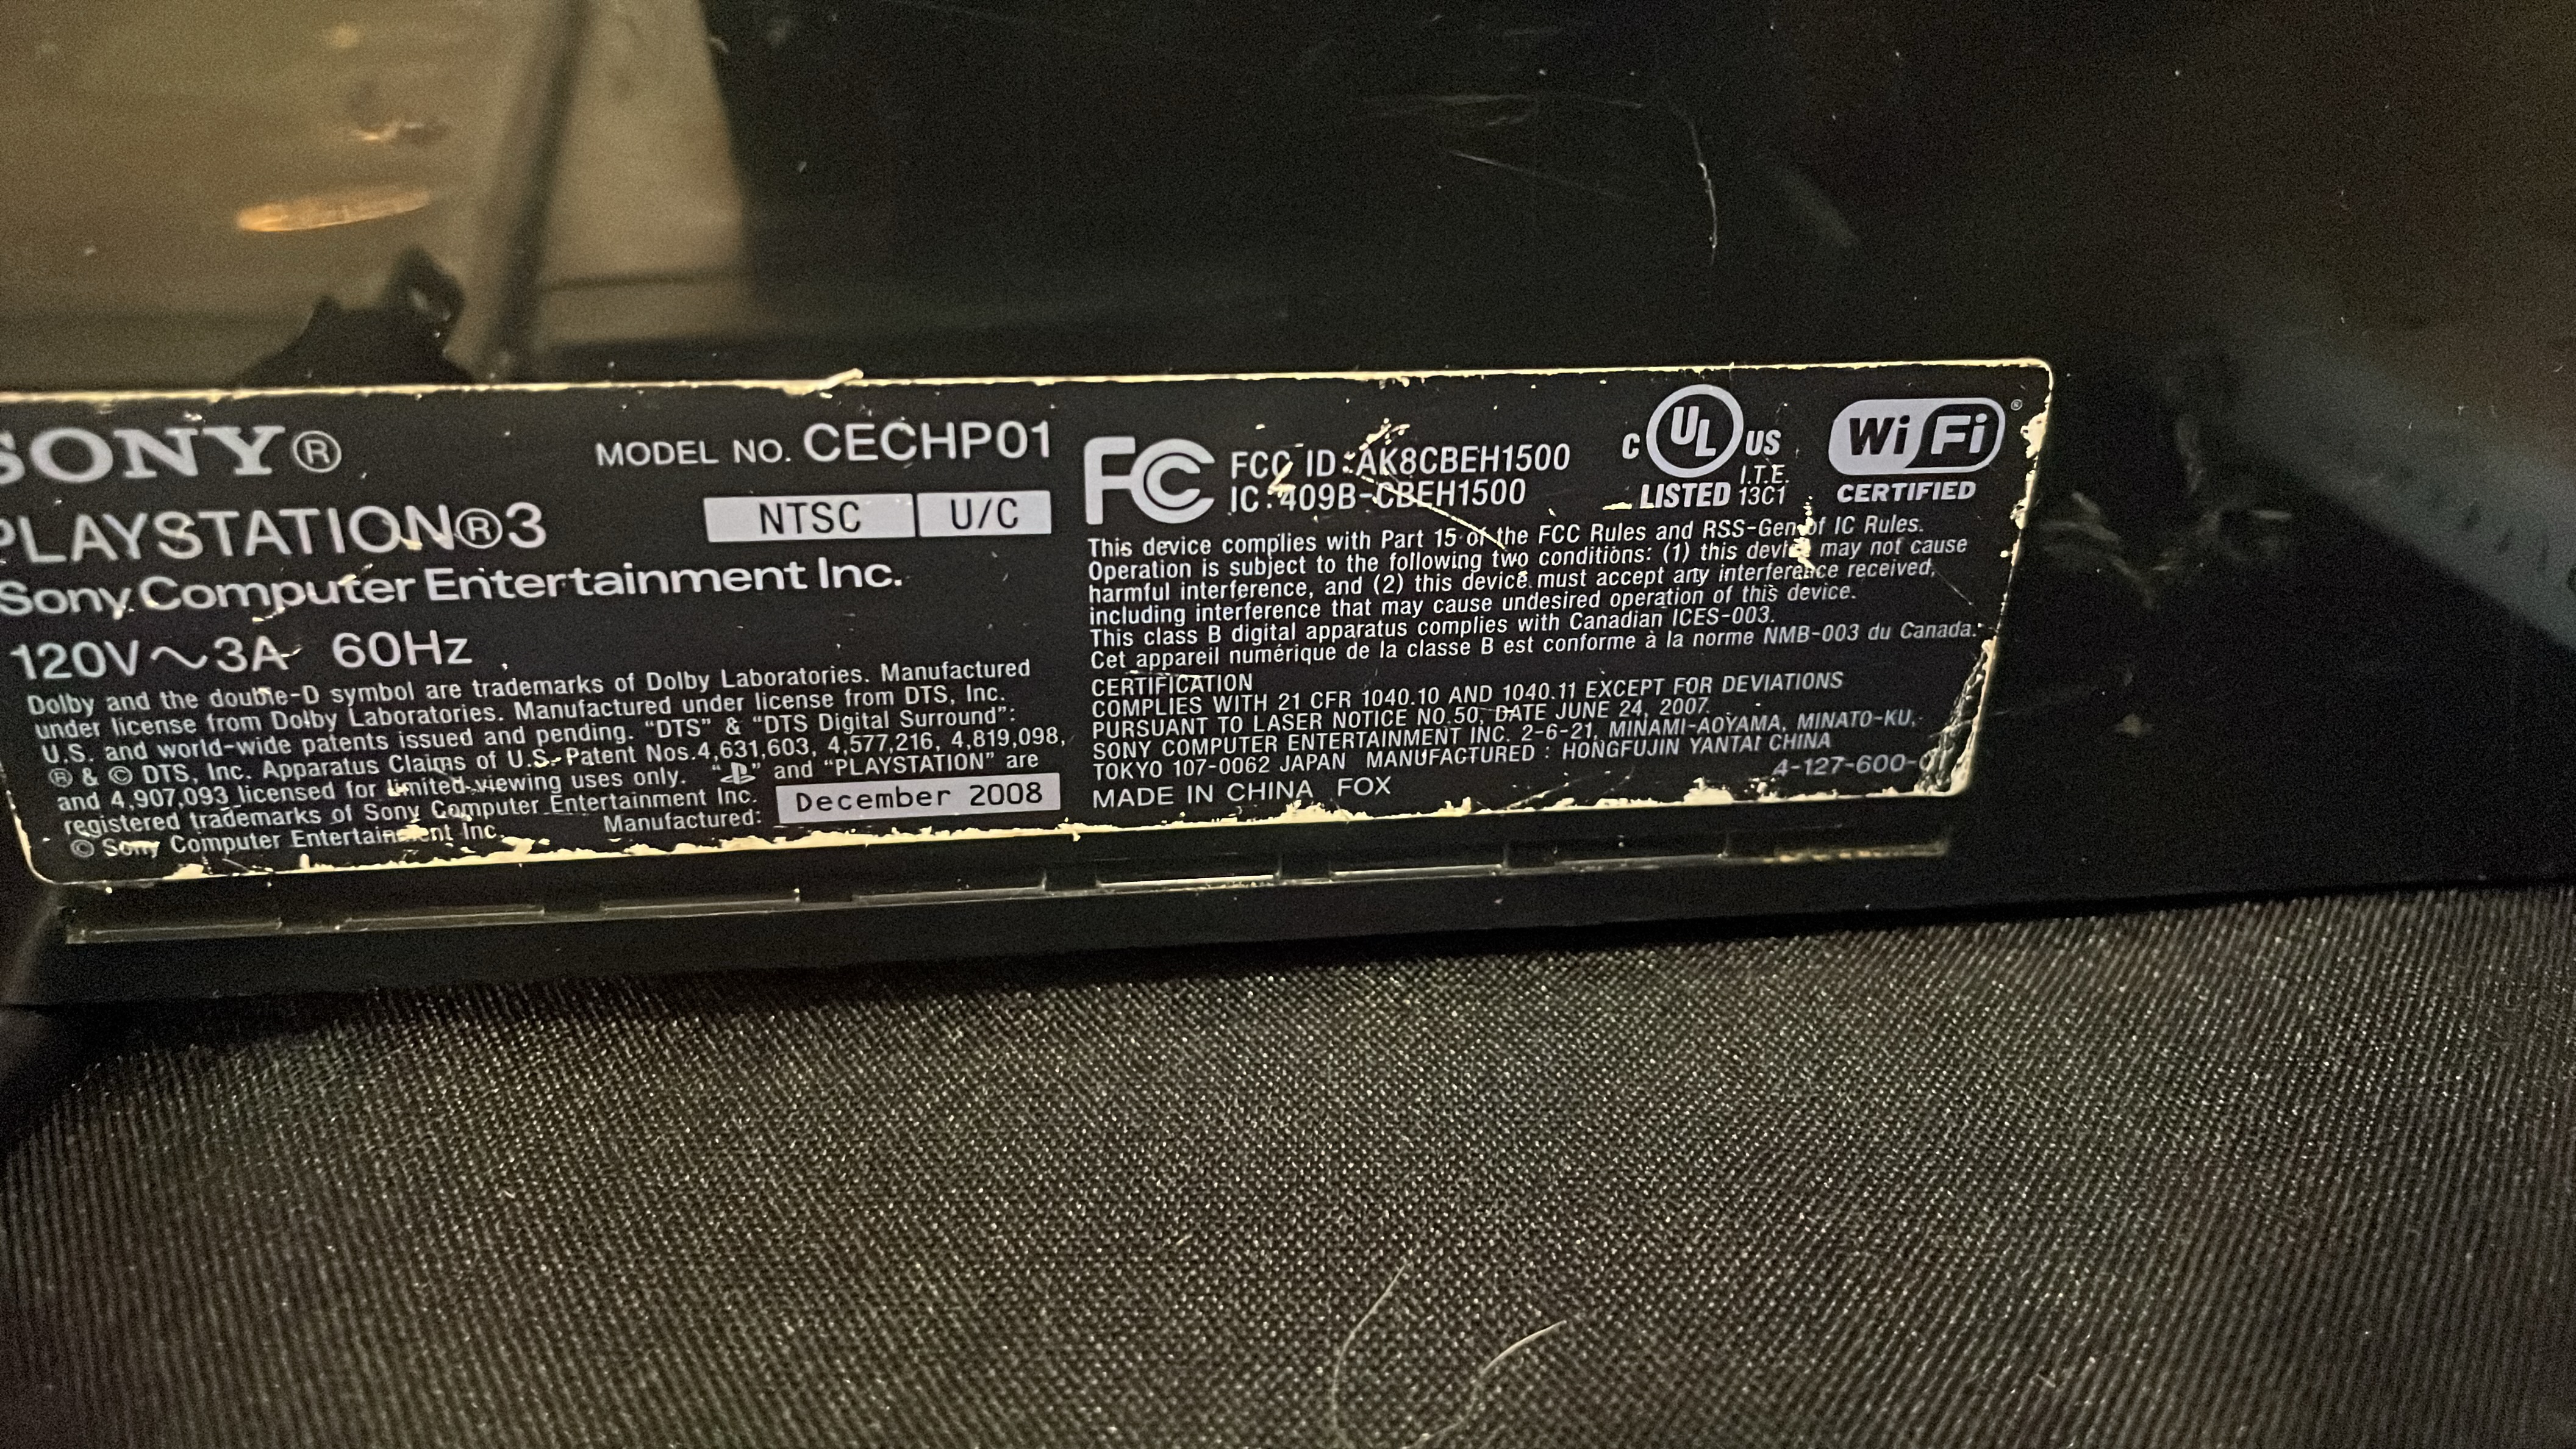 SONY®
MODEL NO. CECHP01
PLAYSTATION®3
NTSC U/C
Sony Computer Entertainment Inc.
120V~3A 60Hz
Dolby and the double-D symbol are trademarks of Dolby Laboratories. Manufactured
under license from Dolby Laboratories. Manufactured under license from DTS, Inc.
U.S. and world-wide patents issued and pending. “DTS” & “DTS Digital Surround”:
® & © DTS, Inc. Apparatus Claims of U.S. Patent Nos.4,631,603, 4,577,216, 4,819,098,
and 4,907,093 licensed for limited viewing uses only. “ ” and “PLAYSTATION” are
registered trademarks of Sony Computer Entertainment Inc.
© Sony Computer Entertainment Inc.
Manufactured: December 2008
FC FCC ID:AK8CBEH1500
IC:409B-CBEH1500
C UL US
LISTED I.T.E. 13C1
Wi Fi®
CERTIFIED
This device complies with Part 15 of the FCC Rules and RSS-Gen of IC Rules.
Operation is subject to the following two conditions: (1) this device may not cause
harmful interference, and (2) this device must accept any interference received,
including interference that may cause undesired operation of this device.
This class B digital apparatus complies with Canadian ICES-003.
Cet appareil numérique de la classe B est conforme à la norme NMB-003 du Canada.
CERTIFICATION
COMPLIES WITH 21 CFR 1040.10 AND 1040.11 EXCEPT FOR DEVIATIONS
PURSUANT TO LASER NOTICE NO.50, DATE JUNE 24, 2007.
SONY COMPUTER ENTERTAINMENT INC. 2-6-21, MINAMI-AOYAMA, MINATO-KU,
TOKYO 107-0062 JAPAN MANUFACTURED : HONGFUJIN YANTAI CHINA
MADE IN CHINA FOX
4-127-600-01